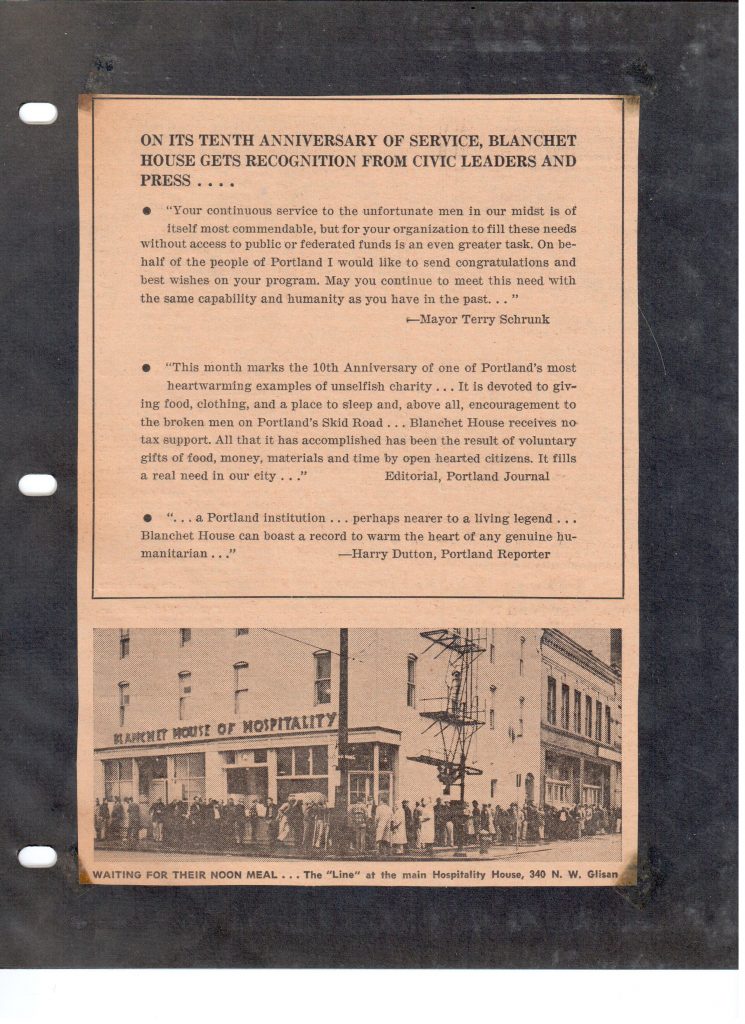 26
ON ITS TENTH ANNIVERSARY OF SERVICE, BLANCHET
HOUSE GETS RECOGNITION FROM CIVIC LEADERS AND
PRESS . . . .
● "Your continuous service to the unfortunate men in our midst is of
itself most commendable, but for your organization to fill these needs
without access to public or federated funds is an even greater task. On be-
half of the people of Portland I would like to send congratulations and
best wishes on your program. May you continue to meet this need with
the same capability and humanity as you have in the past. . ."
—Mayor Terry Schrunk
● "This month marks the 10th Anniversary of one of Portland's most
heartwarming examples of unselfish charity . . . It is devoted to giv-
ing food, clothing, and a place to sleep and, above all, encouragement to
the broken men on Portland's Skid Road . . . Blanchet House receives no
tax support. All that it has accomplished has been the result of voluntary
gifts of food, money, materials and time by open hearted citizens. It fills
a real need in our city . . ." Editorial, Portland Journal
● ". . . a Portland institution . . . perhaps nearer to a living legend . . .
Blanchet House can boast a record to warm the heart of any genuine hu-
manitarian . . ." —Harry Dutton, Portland Reporter
BLANCHET HOUSE OF HOSPITALITY
WAITING FOR THEIR NOON MEAL . . . The "Line" at the main Hospitality House, 340 N. W. Glisan